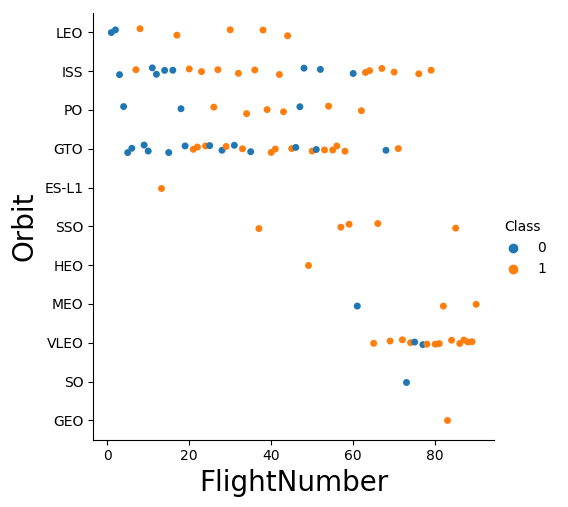 LEO
ISS
PO
GTO
ES-L1
SSO
HEO
MEO
VLEO
SO
GEO
Orbit
0
20
40
60
80
FlightNumber
Class
0
1